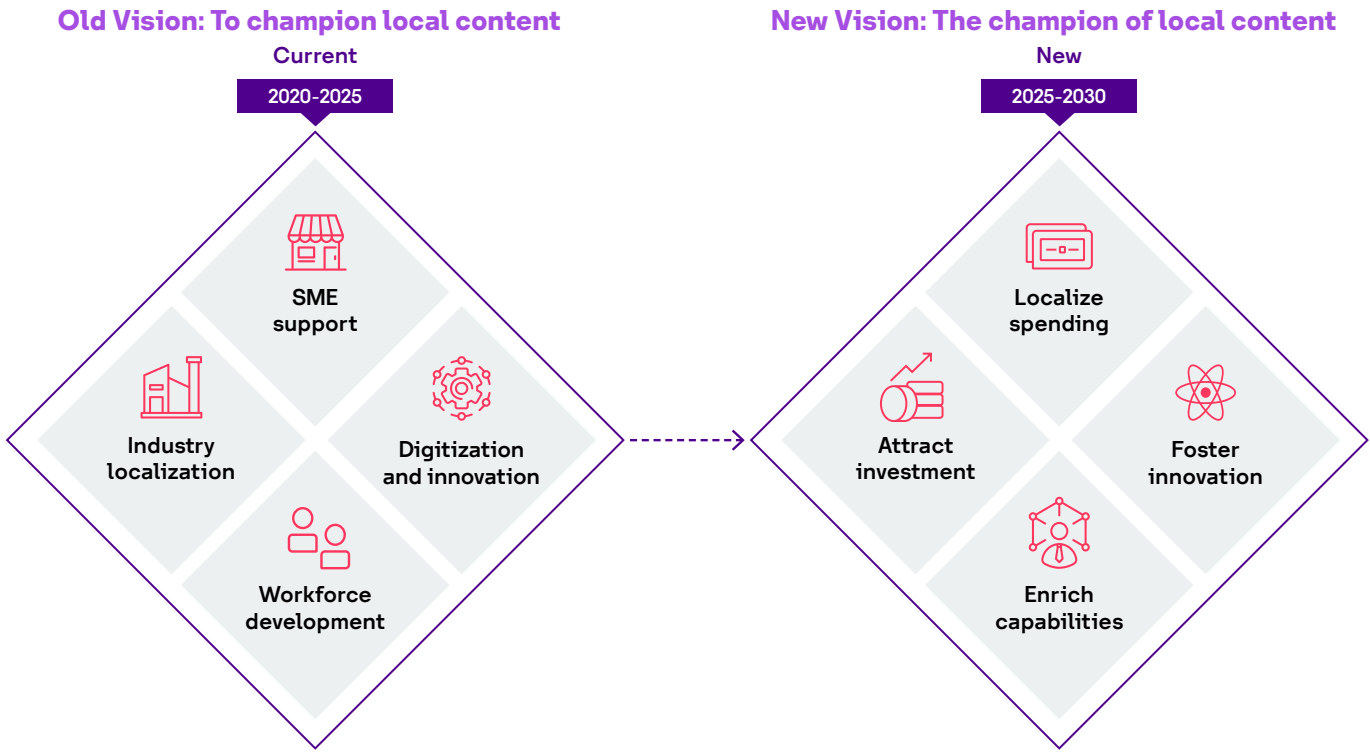 Old Vision: To champion local content
Current
2020-2025
SME
support
Industry
localization
Digitization
and innovation
Workforce
development
New Vision: The champion of local content
New
2025-2030
Localize
spending
Attract
investment
Foster
innovation
Enrich
capabilities